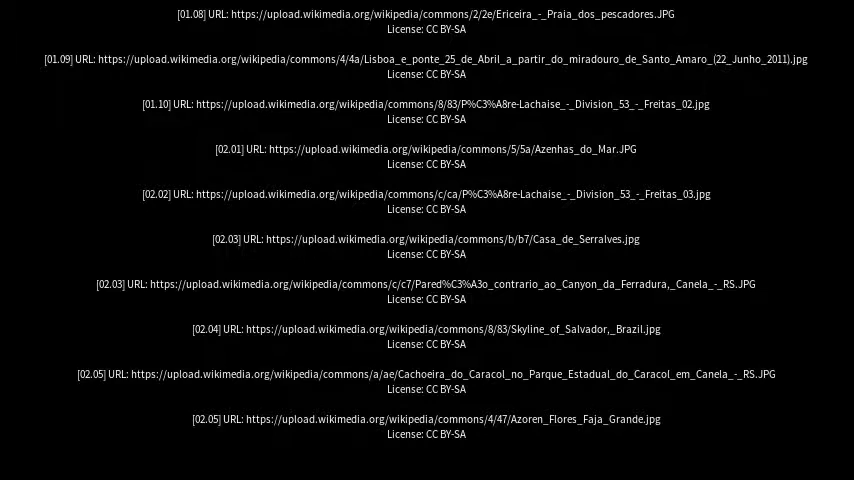 [01.08] URL: https://upload.wikimedia.org/wikipedia/commons/2/2e/Ericeira_-_Praia_dos_pescadores.JPG
License: CC BY-SA
[01.09] URL: https://upload.wikimedia.org/wikipedia/commons/4/4a/Lisboa_e_ponte_25_de_Abril_a_partir_do_miradouro_de_Santo_Amaro_(22_Junho_2011).jpg
License: CC BY-SA
[01.10] URL: https://upload.wikimedia.org/wikipedia/commons/8/83/P%C3%A8re-Lachaise_-_Division_53_-_Freitas_02.jpg
License: CC BY-SA
[02.01] URL: https://upload.wikimedia.org/wikipedia/commons/5/5a/Azenhas_do_Mar.JPG
License: CC BY-SA
[02.02] URL: https://upload.wikimedia.org/wikipedia/commons/c/ca/P%C3%A8re-Lachaise_-_Division_53_-_Freitas_03.jpg
License: CC BY-SA
[02.03] URL: https://upload.wikimedia.org/wikipedia/commons/b/b7/Casa_de_Serralves.jpg
License: CC BY-SA
[02.03] URL: https://upload.wikimedia.org/wikipedia/commons/c/c7/Pared%C3%A3o_contrario_ao_Canyon_da_Ferradura,_Canela_-_RS.JPG
License: CC BY-SA
[02.04] URL: https://upload.wikimedia.org/wikipedia/commons/8/83/Skyline_of_Salvador,_Brazil.jpg
License: CC BY-SA
[02.05] URL: https://upload.wikimedia.org/wikipedia/commons/a/ae/Cachoeira_do_Caracol_no_Parque_Estadual_do_Caracol_em_Canela_-_RS.JPG
License: CC BY-SA
[02.05] URL: https://upload.wikimedia.org/wikipedia/commons/4/47/Azoren_Flores_Faja_Grande.jpg
License: CC BY-SA